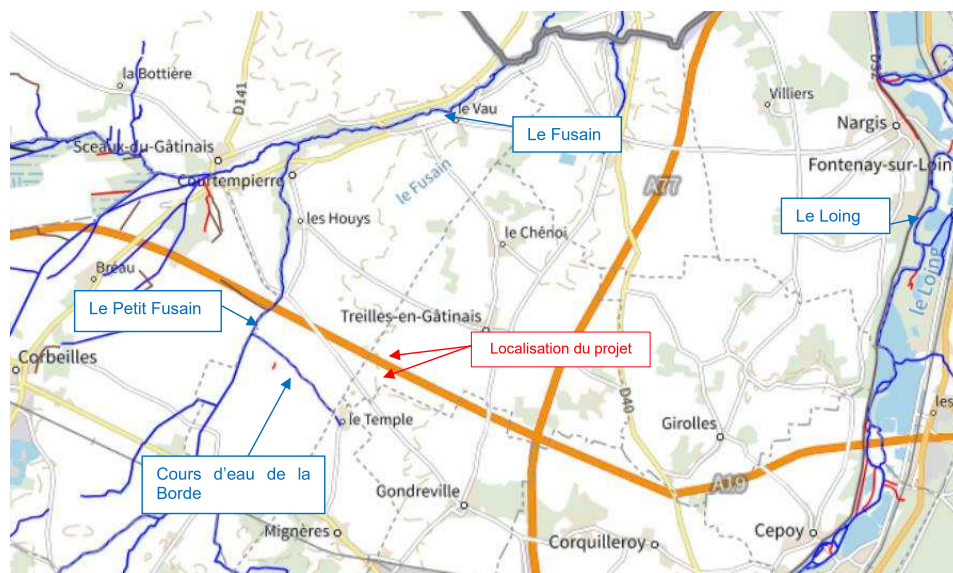 la Bottière
D141
le Vau
Le Fusain
Villiers
D52
Nargis
Sceaux-du-Gâtinais
Courtempierre
le Fusain
A77
Fontenay-sur-Loin
les Houys
le Chênoi
Le Loing
Bréau
le Loing
Le Petit Fusain
Treilles-en-Gâtinais
Localisation du projet
Corbeilles
D40
le Temple
Girolles
les
Cours d'eau de la
Borde
Gondreville
A19
Mignères
Corquilleroy
Cepoy